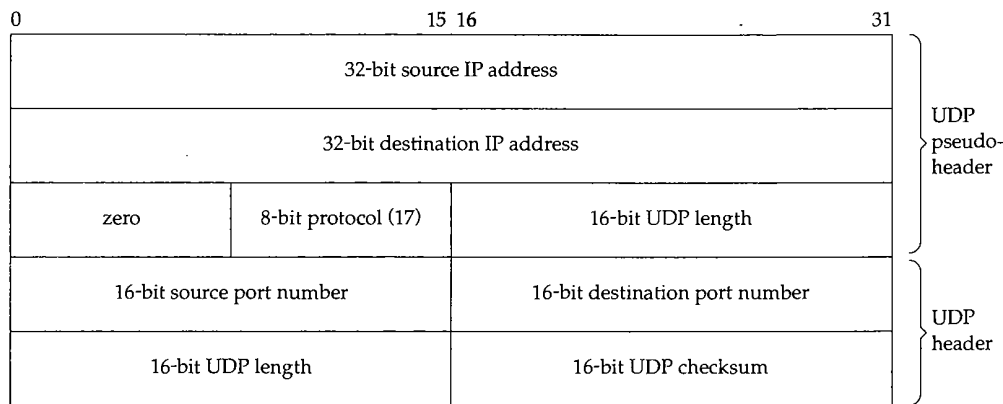 0 15 16 31
32-bit source IP address
32-bit destination IP address
UDP
pseudo-
header
zero 8-bit protocol (17) 16-bit UDP length
16-bit source port number 16-bit destination port number
UDP
header
16-bit UDP length 16-bit UDP checksum